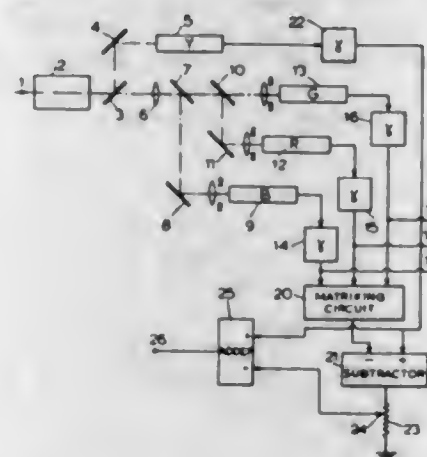 5
4
Y
22
γ
1
2
3
6
7
10
13
G
16
γ
11
R
12
8
B
9
15
γ
14
γ
20
MATRIXING
CIRCUIT
25
26
ADDER
+
+
- +
21
SUBTRACTOR
24
23